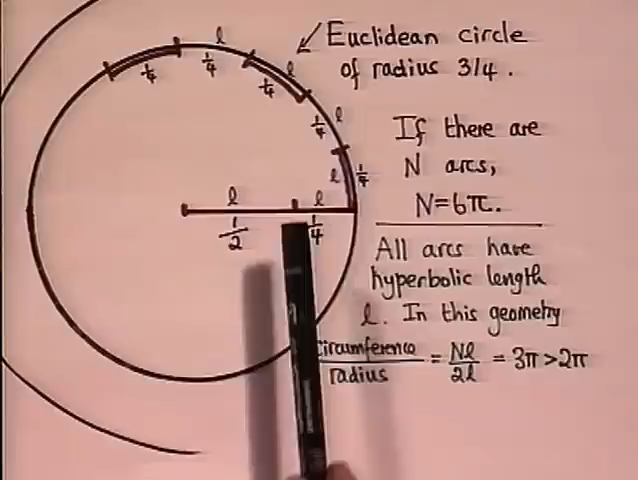 Euclidean circle
of radius 3/4.
If there are
N arcs,
N=6π.
All arcs have
hyperbolic length
l. In this geometry
circumference/radius = Nl/2l = 3π>2π
l
1/4
1/4
l
1/4
l
1/4
l
1/4
l
l
1/2
1/4